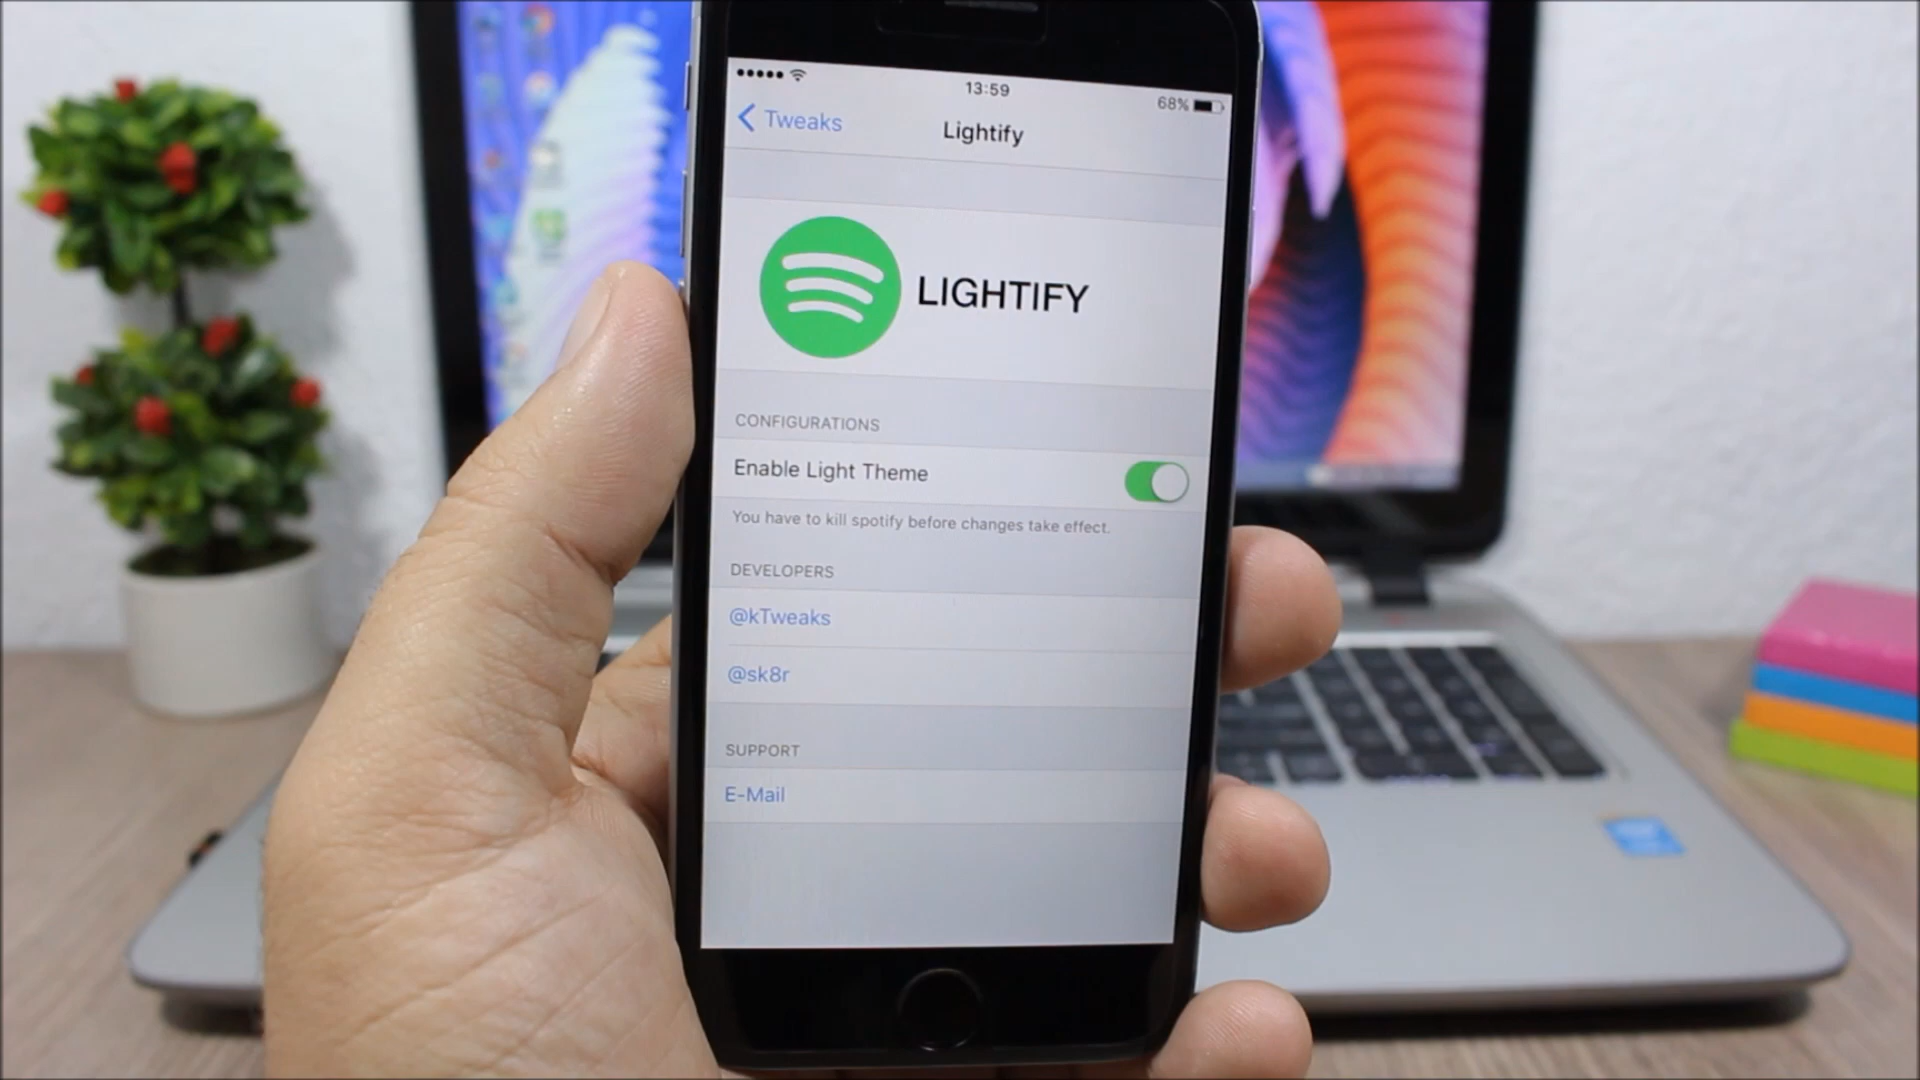 13:59
68%
Tweaks
Lightify
LIGHTIFY
CONFIGURATIONS
Enable Light Theme
You have to kill spotify before changes take effect.
DEVELOPERS
@kTweaks
@sk8r
SUPPORT
E-Mail